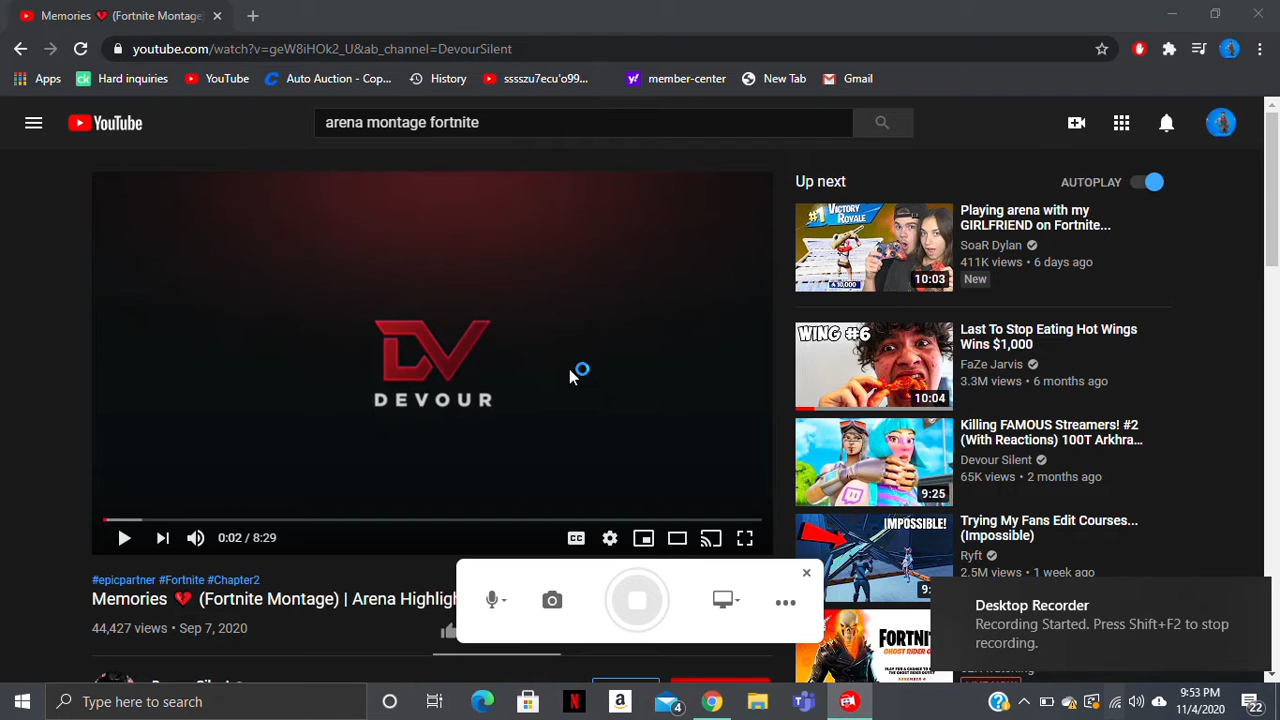 Memories 💔 (Fortnite Montage)
youtube.com/watch?v=geW8iHOk2_U&ab_channel=DevourSilent
Apps
ck
Hard inquiries
YouTube
Auto Auction - Cop...
History
sssszu7ecu'o99...
y!
member-center
New Tab
Gmail
YouTube
arena montage fortnite
DV
DEVOUR
0:02 / 8:29
CC
#epicpartner #Fortnite #Chapter2
Memories 💔 (Fortnite Montage) | Arena Highligh
44,427 views • Sep 7, 2020
Up next
AUTOPLAY
#1 VICTORY ROYALE
10:03
Playing arena with my
GIRLFRIEND on Fortnite...
SoaR Dylan
411K views • 6 days ago
New
WING #6
10:04
Last To Stop Eating Hot Wings
Wins $1,000
FaZe Jarvis
3.3M views • 6 months ago
9:25
Killing FAMOUS Streamers! #2
(With Reactions) 100T Arkhra...
Devour Silent
65K views • 2 months ago
IMPOSSIBLE!
Trying My Fans Edit Courses...
(Impossible)
Ryft
2.5M views • 1 week ago
Desktop Recorder
Recording Started. Press Shift+F2 to stop
recording.
Type here to search
4
9:53 PM
11/4/2020
22